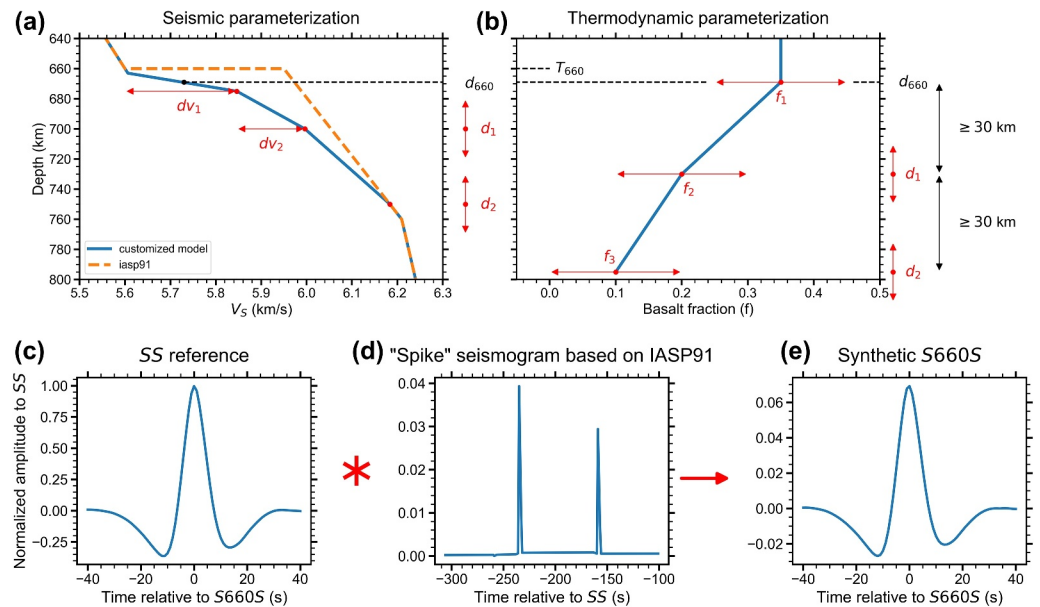 (a) Seismic parameterization
640
660
680
700
720
740
760
780
800
Depth (km)
5.5 5.6 5.7 5.8 5.9 6.0 6.1 6.2 6.3
V_S (km/s)
dv₁
dv₂
customized model
iasp91
d₆₆₀
d₁
d₂
(b) Thermodynamic parameterization
T₆₆₀
f₁
f₂
f₃
0.0 0.1 0.2 0.3 0.4 0.5
Basalt fraction (f)
d₆₆₀
≥ 30 km
d₁
≥ 30 km
d₂
(c) SS reference
1.00
0.75
0.50
0.25
0.00
−0.25
Normalized amplitude to SS
−40 −20 0 20 40
Time relative to S660S (s)
*
(d) "Spike" seismogram based on IASP91
0.04
0.03
0.02
0.01
0.00
−300 −250 −200 −150 −100
Time relative to SS (s)
(e) Synthetic S660S
0.06
0.04
0.02
0.00
−0.02
−40 −20 0 20 40
Time relative to S660S (s)